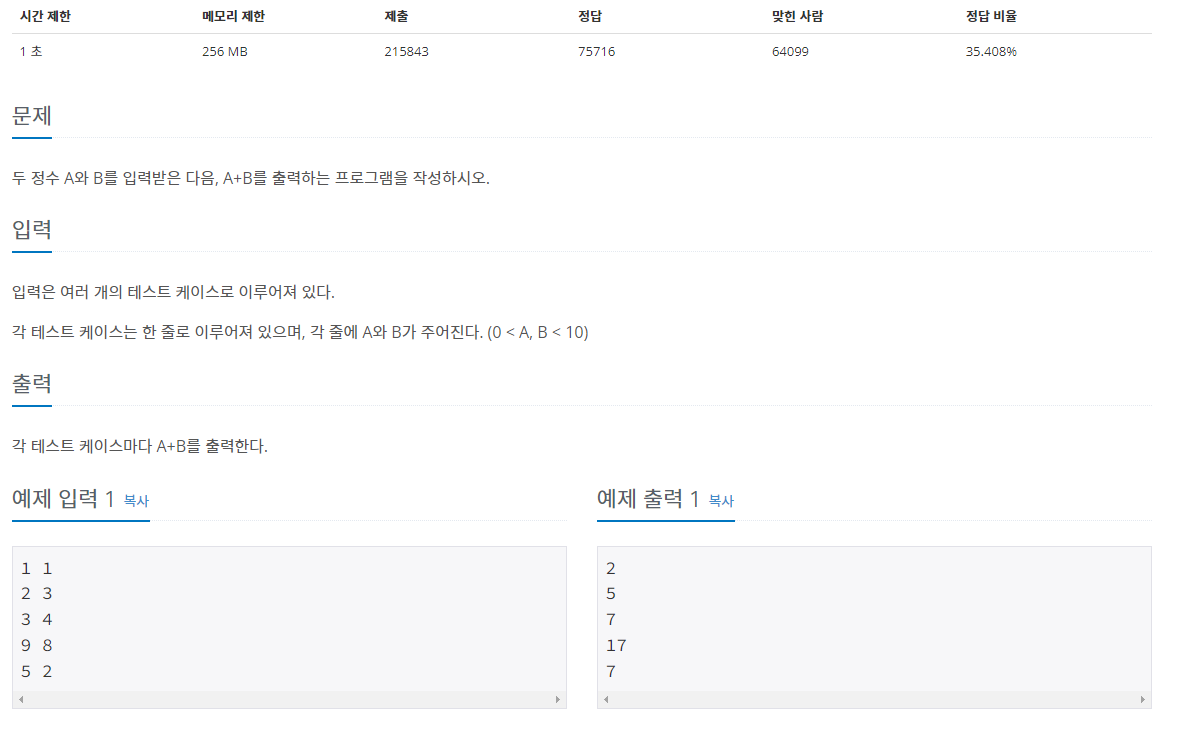 시간 제한 메모리 제한 제출 정답 맞힌 사람 정답 비율
1 초 256 MB 215843 75716 64099 35.408%
문제
두 정수 A와 B를 입력받은 다음, A+B를 출력하는 프로그램을 작성하시오.
입력
입력은 여러 개의 테스트 케이스로 이루어져 있다.
각 테스트 케이스는 한 줄로 이루어져 있으며, 각 줄에 A와 B가 주어진다. (0 < A, B < 10)
출력
각 테스트 케이스마다 A+B를 출력한다.
예제 입력 1 복사
1 1
2 3
3 4
9 8
5 2
예제 출력 1 복사
2
5
7
17
7